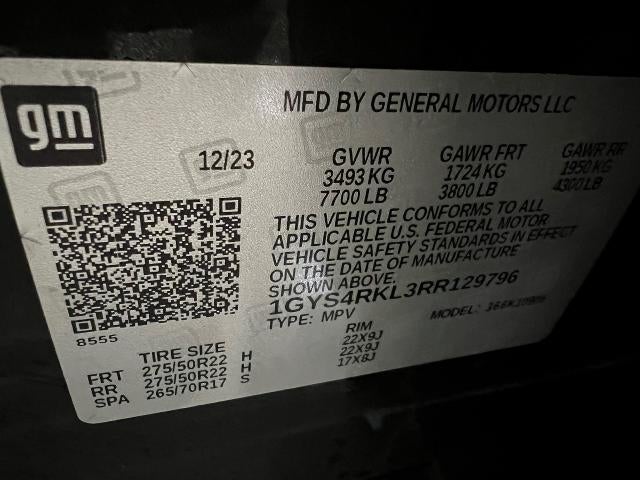 gm
MFD BY GENERAL MOTORS LLC
12/23
GVWR GAWR FRT GAWR RR
3493 KG 1724 KG 1950 KG
7700 LB 3800 LB 4300 LB
THIS VEHICLE CONFORMS TO ALL
APPLICABLE U.S. FEDERAL MOTOR
VEHICLE SAFETY STANDARDS IN EFFECT
ON THE DATE OF MANUFACTURE
SHOWN ABOVE.
1GYS4RKL3RR129796
TYPE: MPV MODEL:
8555
TIRE SIZE RIM
FRT 275/50R22 H 22X9J
RR 275/50R22 H 22X9J
SPA 265/70R17 S 17X8J